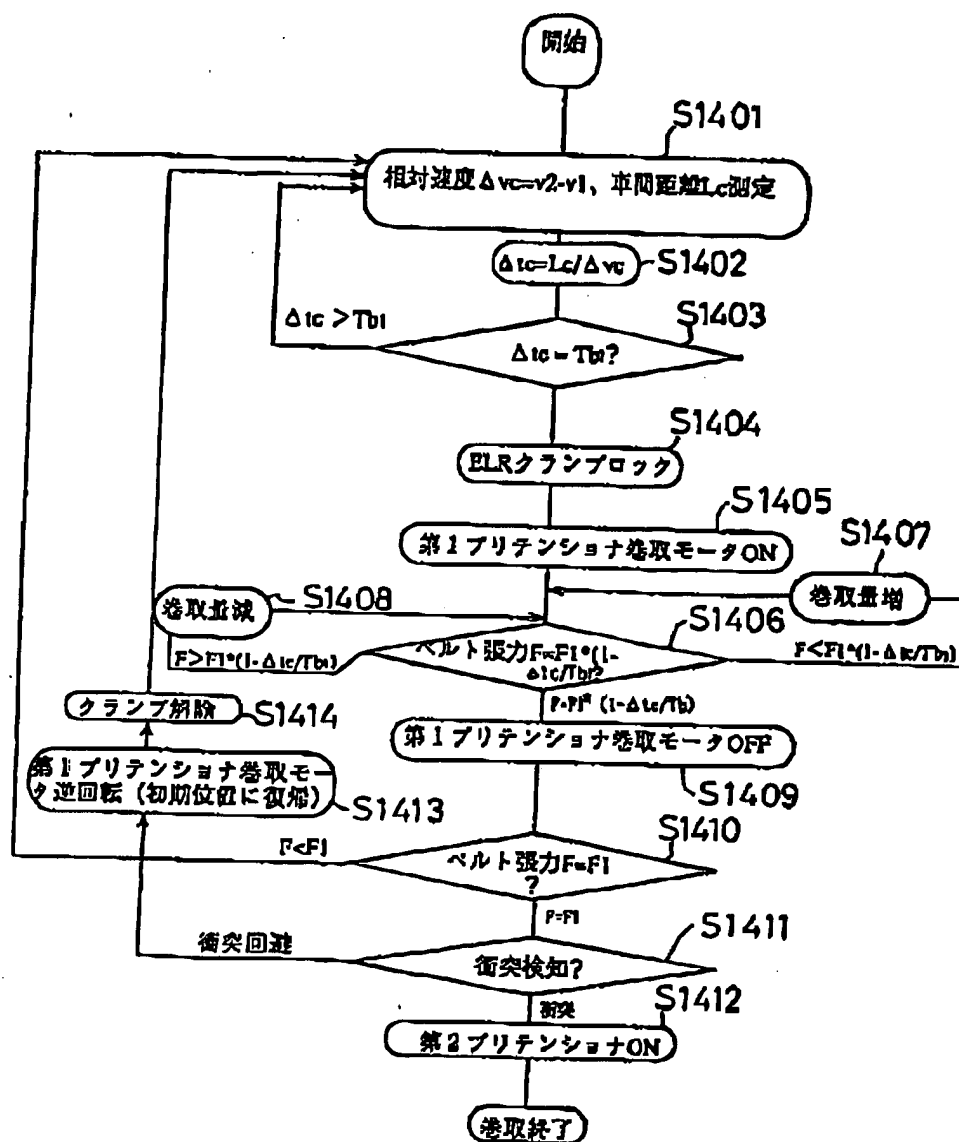 開始
S1401
相対速度Δvc=v2-v1、車間距離Lc測定
Δtc=Lc/Δvc
S1402
Δtc>Tbt
S1403
Δtc=Tbt?
S1404
ELRクランプロック
S1405
第1プリテンショナ巻取モータON
S1407
巻取量増
巻取量減
S1408
S1406
ベルト張力F=F1*(1-
Δtc/Tbt?
F>F1*(1-Δtc/Tbt)
F<F1*(1-Δtc/Tbt)
F=F1* (1-Δtc/Tb)
クランプ解除
S1414
第1プリテンショナ巻取モータOFF
S1409
第1プリテンショナ巻取モー
タ逆回転(初期位置に復帰)
S1413
S1410
F<F1
ベルト張力F=F1
?
F=F1
S1411
衝突回避
衝突検知?
衝突
S1412
第2プリテンショナON
巻取終了